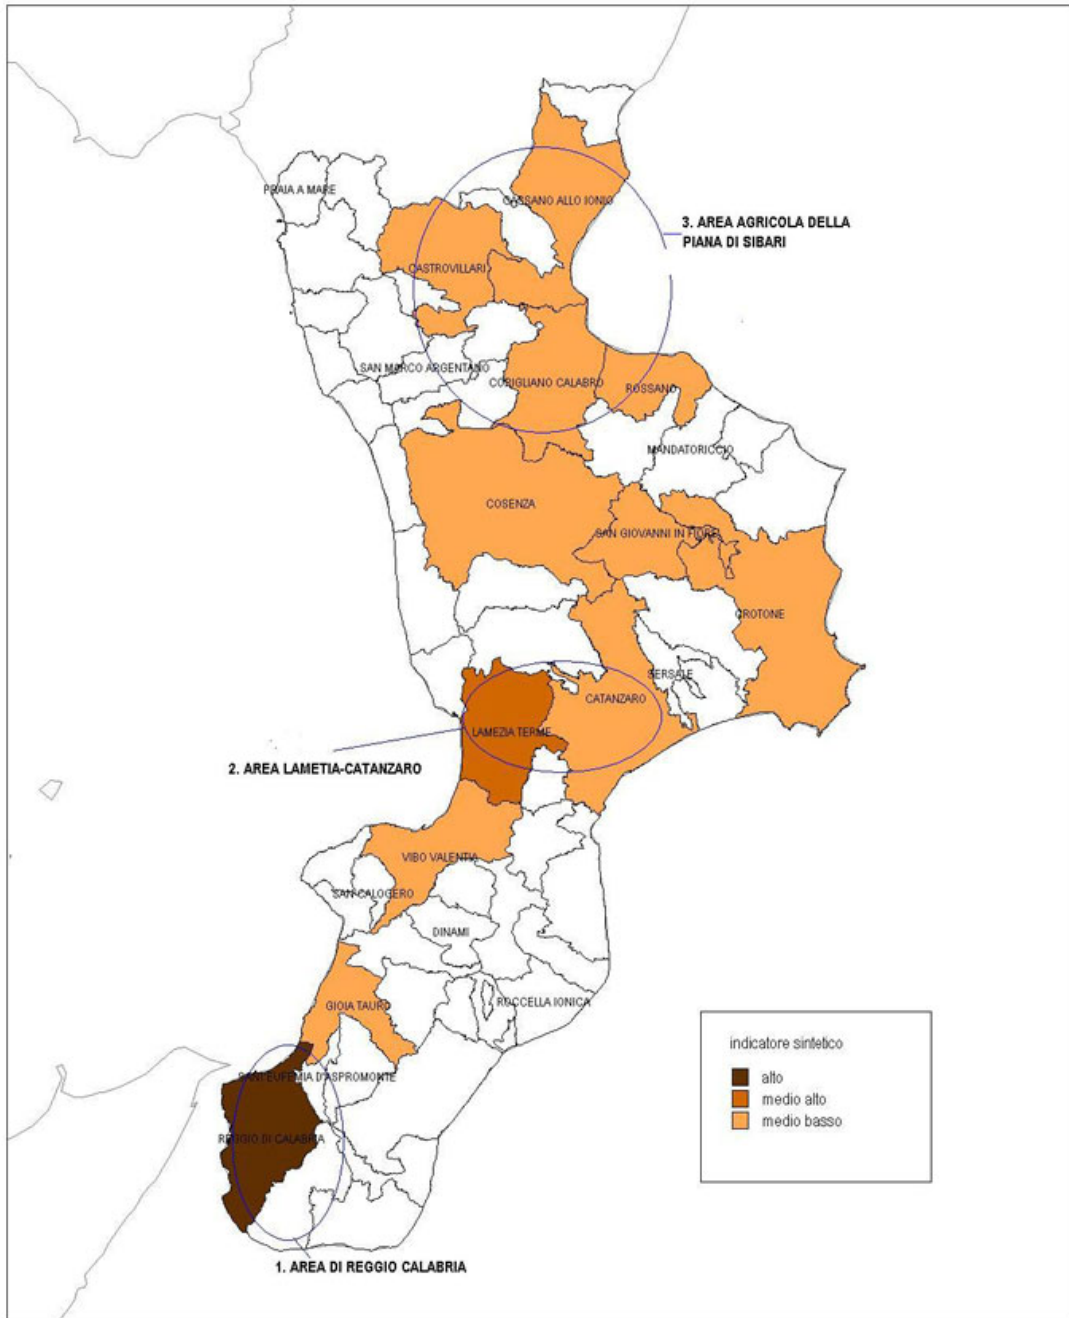 PRAIA A MARE
CASSANO ALLO IONIO
3. AREA AGRICOLA DELLA
PIANA DI SIBARI
CASTROVILLARI
SAN MARCO ARGENTANO
CORIGLIANO CALABRO
ROSSANO
MANDATORICCIO
COSENZA
SAN GIOVANNI IN FIORE
CROTONE
SERSALE
CATANZARO
LAMEZIA TERME
2. AREA LAMETIA-CATANZARO
VIBO VALENTIA
SAN CALOGERO
DINAMI
GIOIA TAURO
ROCCELLA IONICA
indicatore sintetico
alto
medio alto
medio basso
SANT'EUFEMIA D'ASPROMONTE
REGGIO DI CALABRIA
1. AREA DI REGGIO CALABRIA